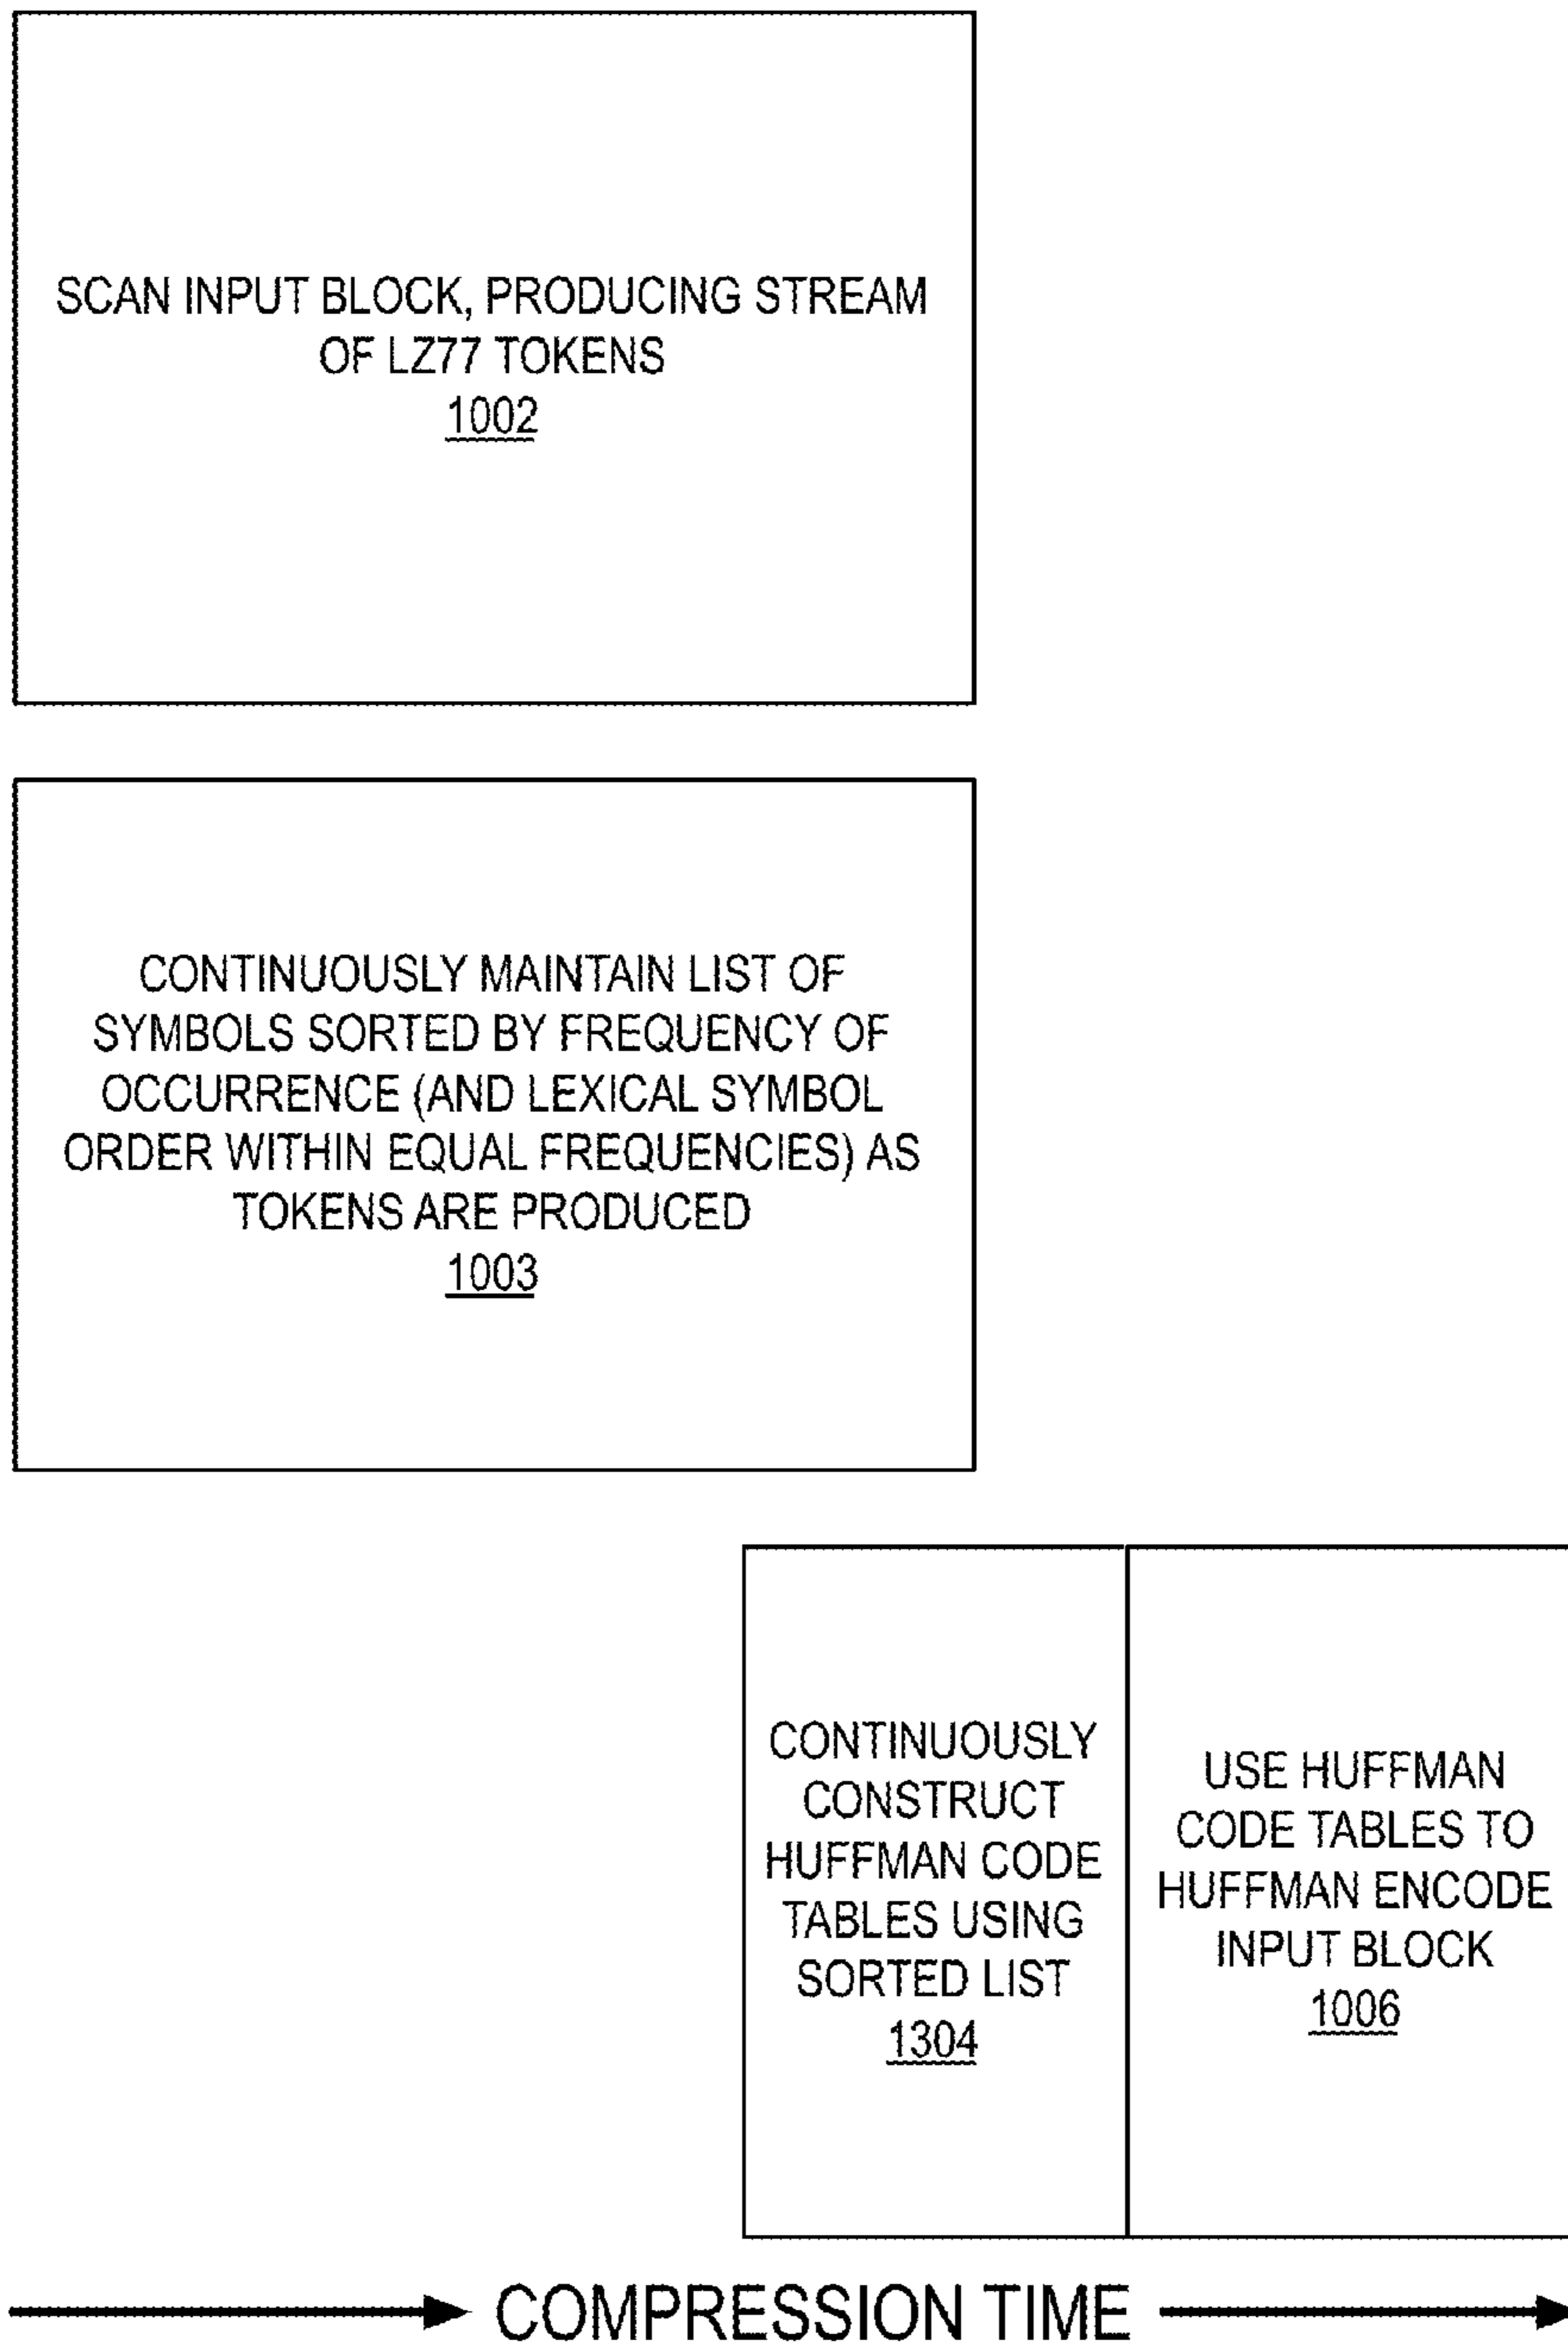 SCAN INPUT BLOCK, PRODUCING STREAM
OF LZ77 TOKENS
1002
CONTINUOUSLY MAINTAIN LIST OF
SYMBOLS SORTED BY FREQUENCY OF
OCCURRENCE (AND LEXICAL SYMBOL
ORDER WITHIN EQUAL FREQUENCIES) AS
TOKENS ARE PRODUCED
1003
CONTINUOUSLY
CONSTRUCT
HUFFMAN CODE
TABLES USING
SORTED LIST
1304
USE HUFFMAN
CODE TABLES TO
HUFFMAN ENCODE
INPUT BLOCK
1006
COMPRESSION TIME